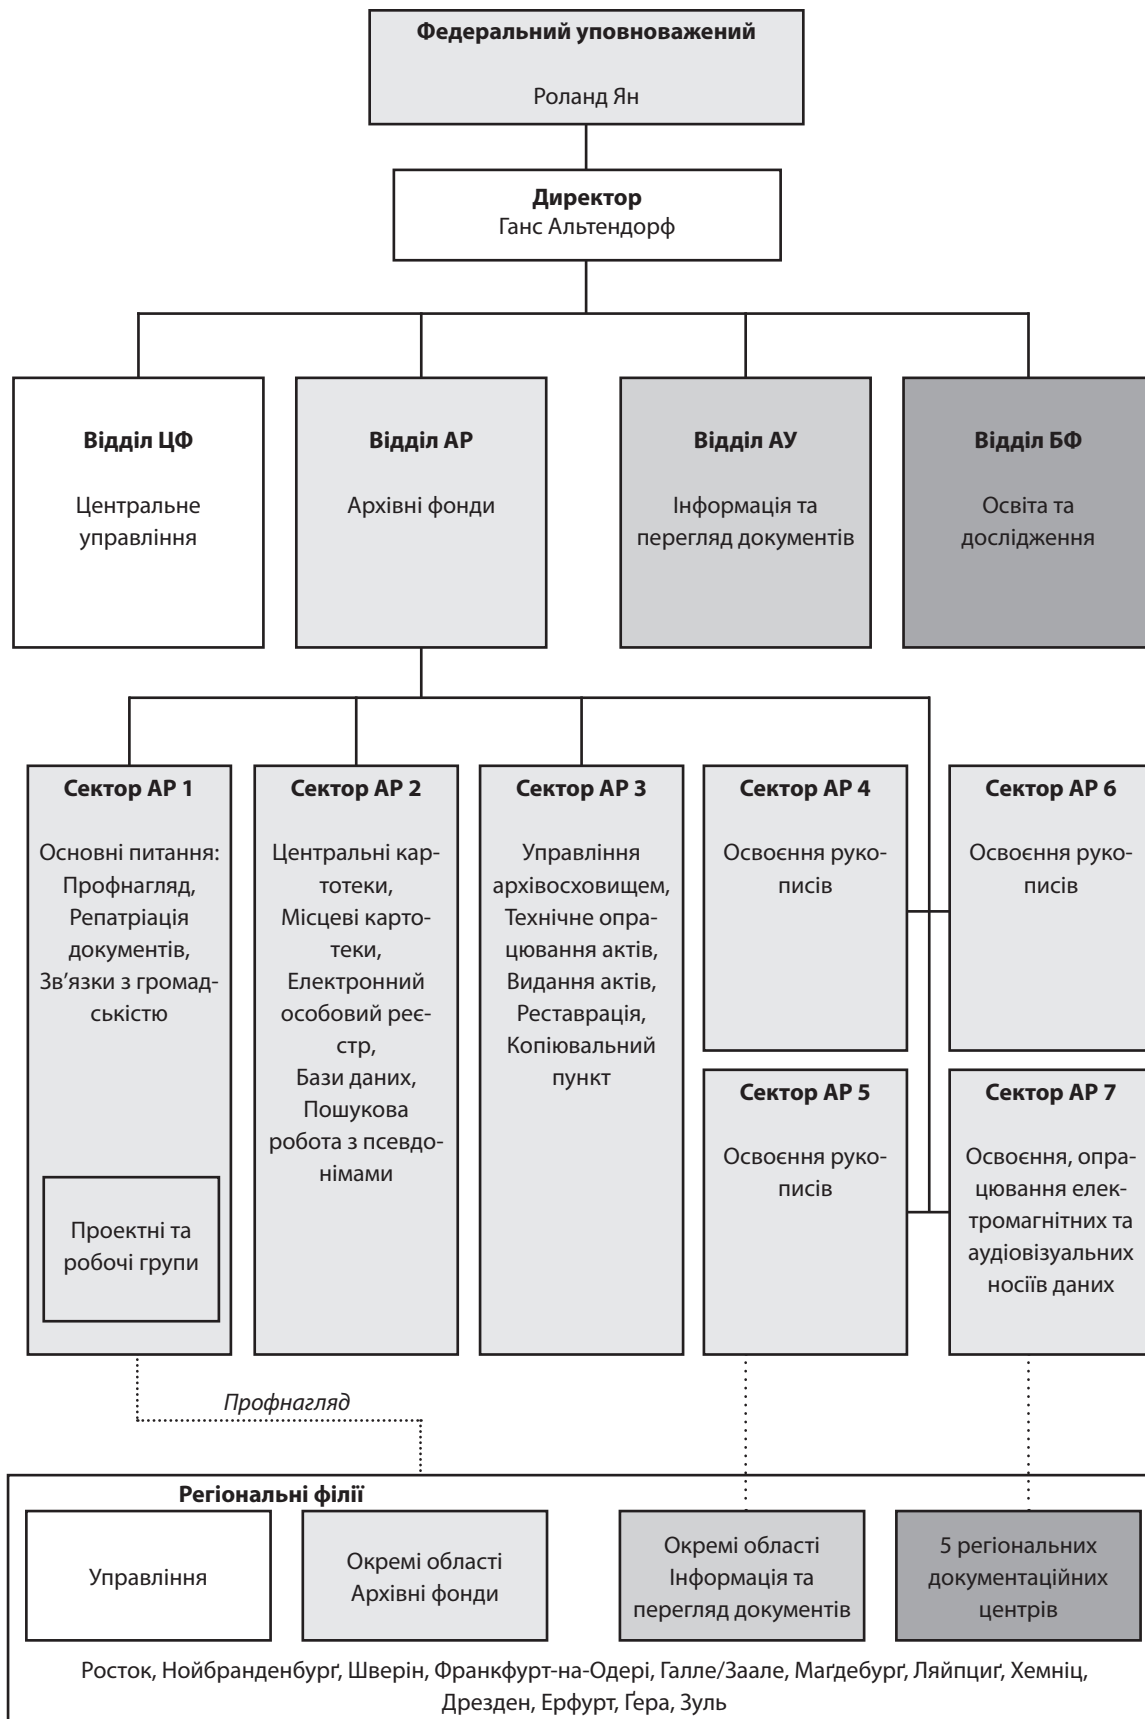 Федеральний уповноважений
Роланд Ян
Директор
Ганс Альтендорф
Відділ ЦФ
Центральне
управління
Відділ АР
Архівні фонди
Відділ АУ
Інформація та
перегляд документів
Відділ БФ
Освіта та
дослідження
Сектор АР 1
Основні питання:
Профнагляд,
Репатріація
документів,
Зв'язки з громад-
ськістю
Проектні та
робочі групи
Сектор АР 2
Центральні кар-
тотеки,
Місцеві карто-
теки,
Електронний
особовий реє-
стр,
Бази даних,
Пошукова
робота з псевдо-
німами
Сектор АР 3
Управління
архівосховищем,
Технічне опра-
цювання актів,
Видання актів,
Реставрація,
Копіювальний
пункт
Сектор АР 4
Освоєння руко-
писів
Сектор АР 6
Освоєння руко-
писів
Сектор АР 5
Освоєння руко-
писів
Сектор АР 7
Освоєння, опра-
цювання елек-
тромагнітних та
аудіовізуальних
носіїв даних
Профнагляд
Регіональні філії
Управління
Окремі області
Архівні фонди
Окремі області
Інформація та
перегляд документів
5 регіональних
документаційних
центрів
Росток, Нойбранденбурґ, Шверін, Франкфурт-на-Одері, Галле/Заале, Маґдебурґ, Ляйпциґ, Хемніц,
Дрезден, Ерфурт, Ґера, Зуль